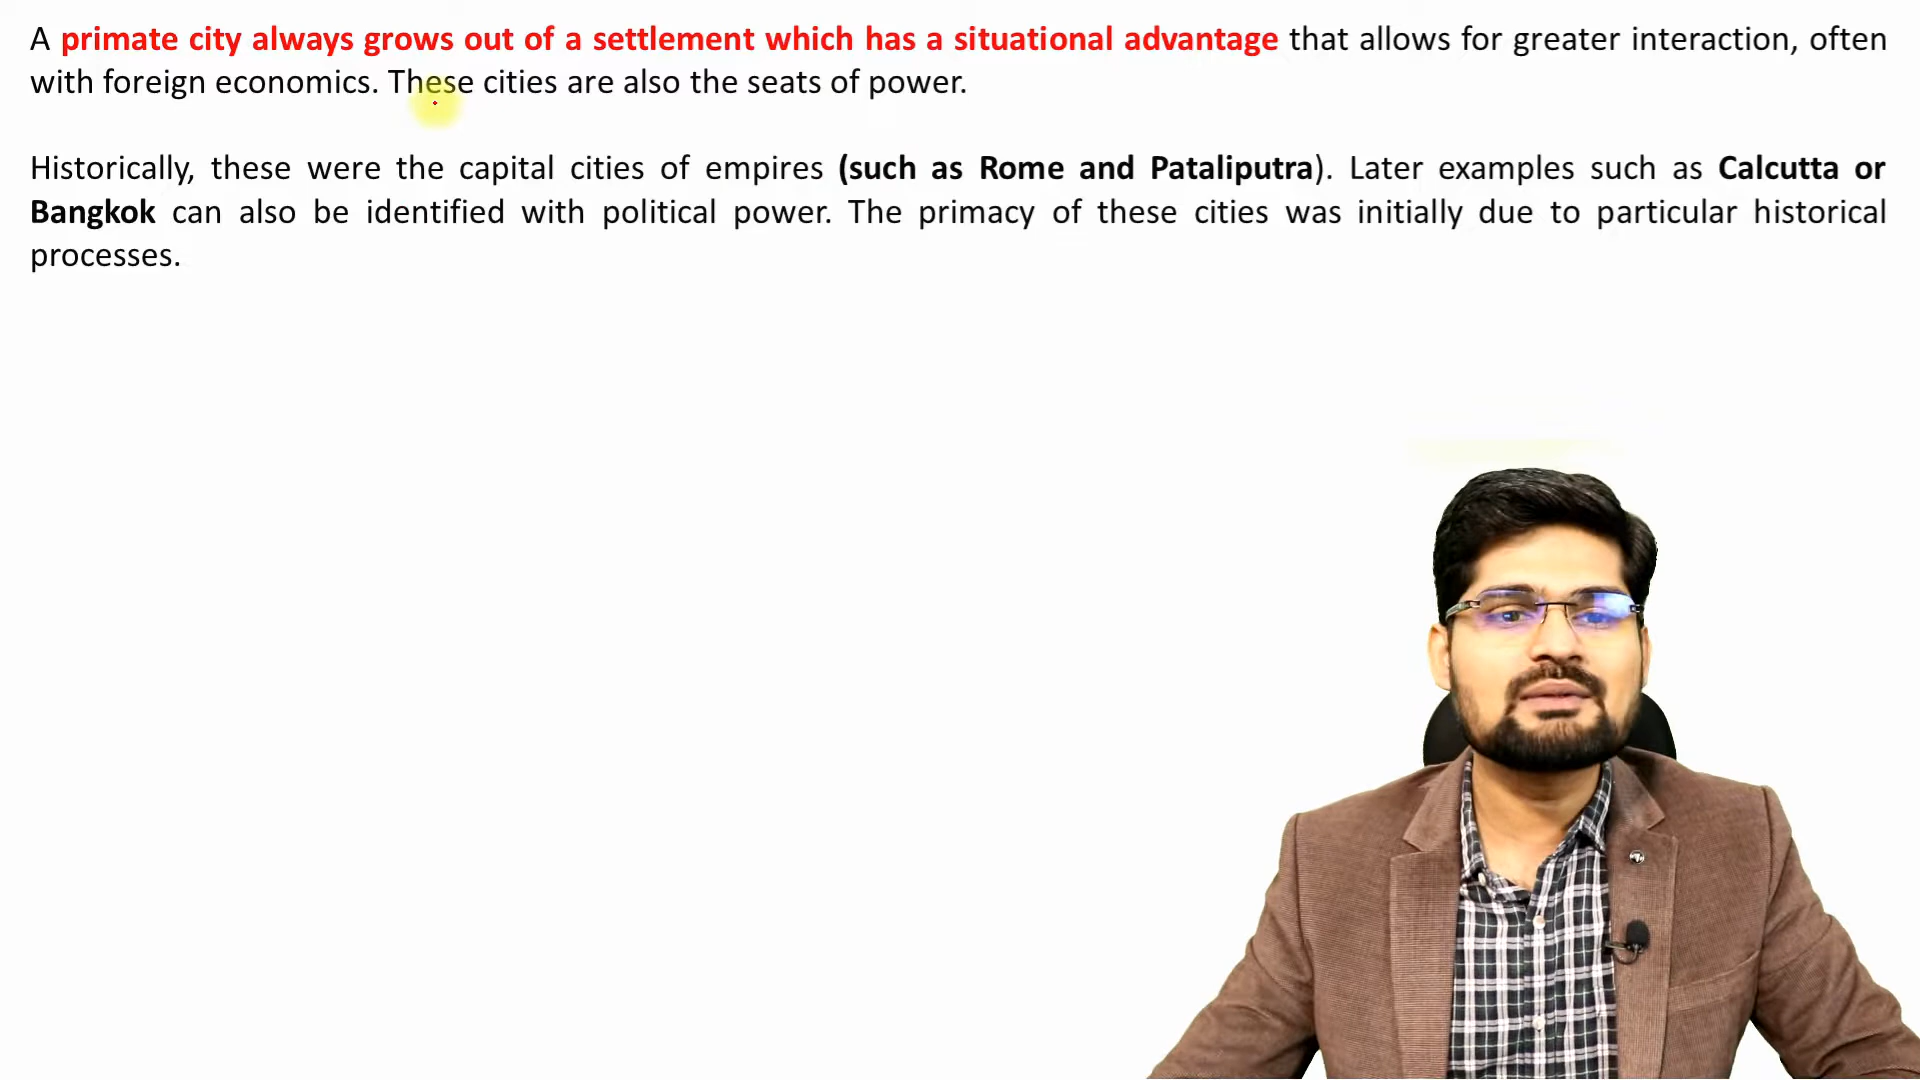 A primate city always grows out of a settlement which has a situational advantage that allows for greater interaction, often
with foreign economics. These cities are also the seats of power.
Historically, these were the capital cities of empires (such as Rome and Pataliputra). Later examples such as Calcutta or
Bangkok can also be identified with political power. The primacy of these cities was initially due to particular historical
processes.